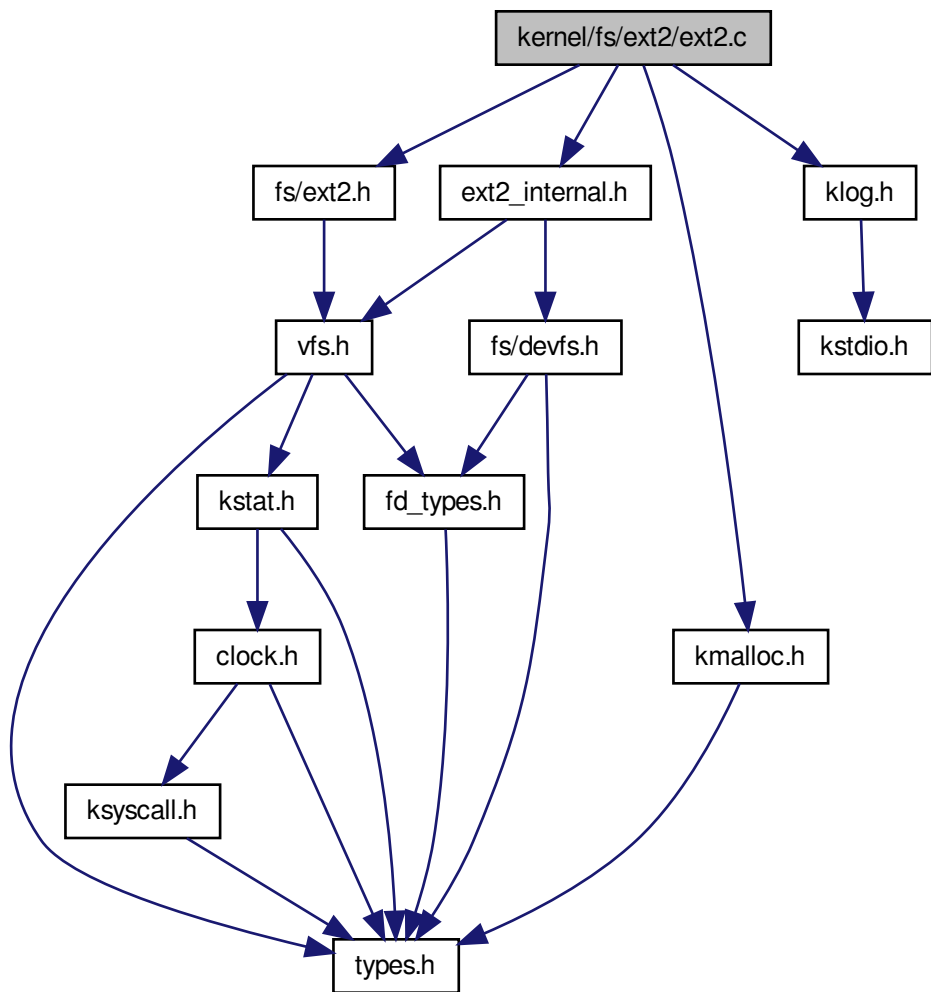 kernel/fs/ext2/ext2.c
fs/ext2.h
ext2_internal.h
klog.h
vfs.h
fs/devfs.h
kstdio.h
kstat.h
fd_types.h
clock.h
kmalloc.h
ksyscall.h
types.h